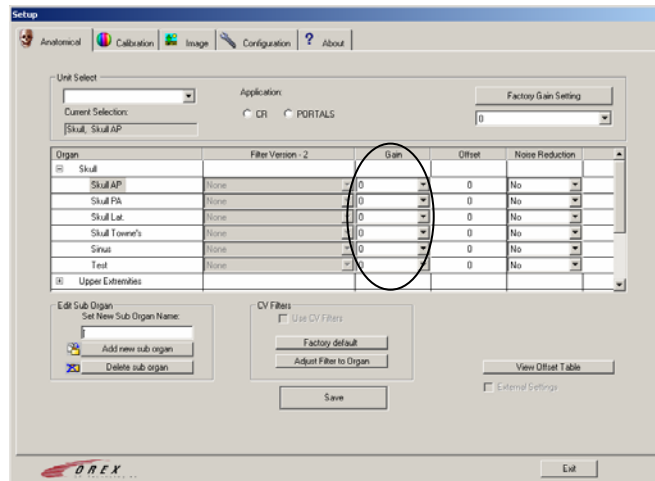 Setup
Anatomical Calibration Image Configuration ? About
Unit Select
Application:
Factory Gain Setting
Current Selection:
CR PORTALS
0
Skull, Skull AP
Organ Filter Version - 2 Gain Offset Noise Reduction
Skull
Skull AP None 0 0 No
Skull PA None 0 0 No
Skull Lat. None 0 0 No
Skull Towne's None 0 0 No
Sinus None 0 0 No
Test None 0 0 No
Upper Extremities
Edit Sub Organ
CV Filters
Set New Sub Organ Name:
Use CV Filters
Add new sub organ
Factory default
Delete sub organ
Adjust Filter to Organ
View Offset Table
Save
External Settings
OREX
Exit